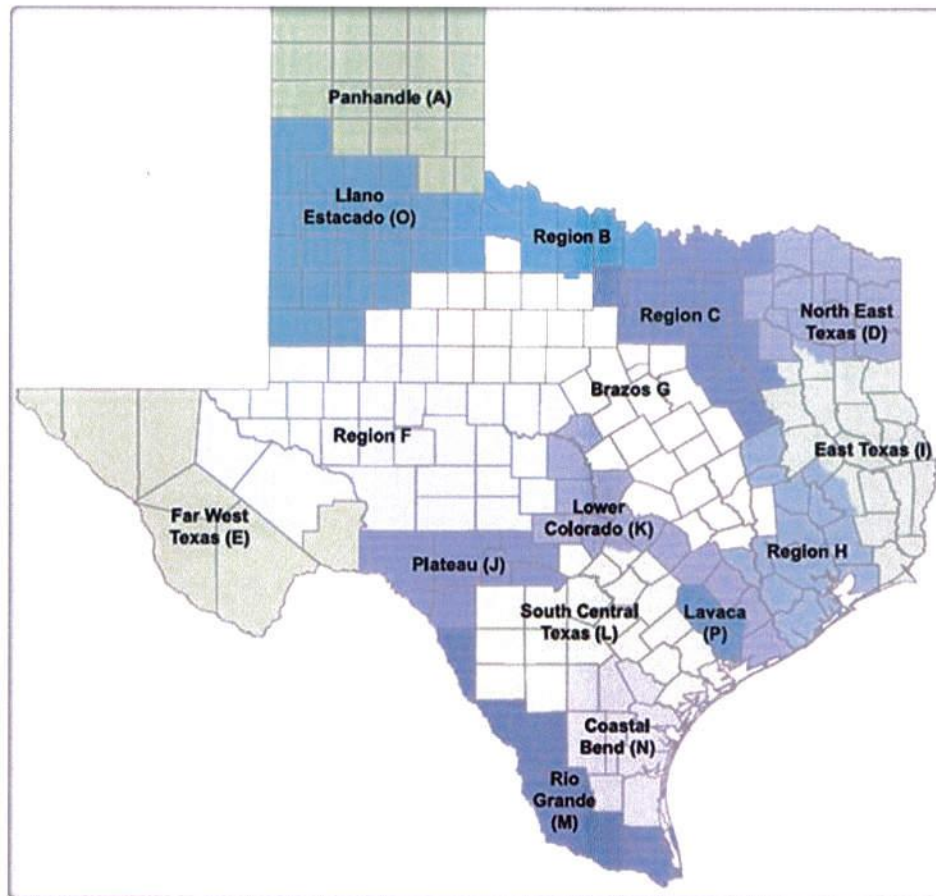 Panhandle (A)
Llano
Estacado (O)
Region B
Region C
North East
Texas (D)
Brazos G
Region F
East Texas (I)
Far West
Texas (E)
Lower
Colorado (K)
Plateau (J)
Region H
South Central
Texas (L)
Lavaca
(P)
Coastal
Bend (N)
Rio
Grande
(M)